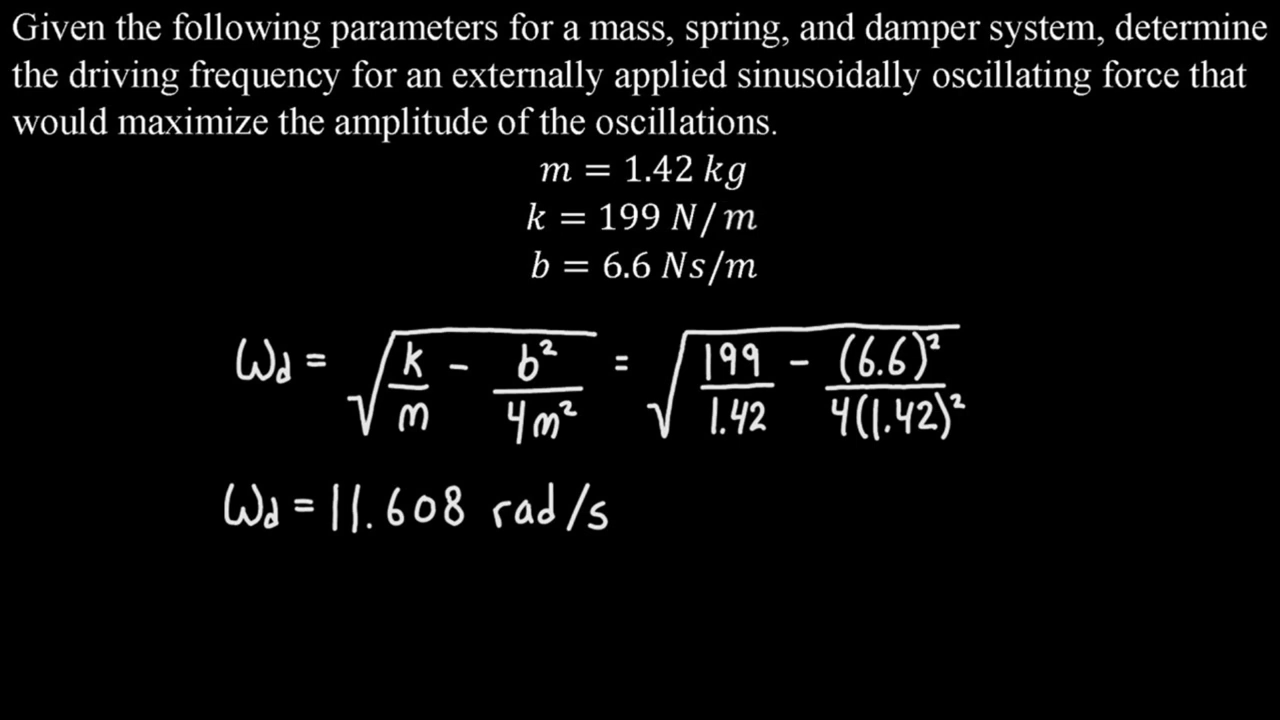 Given the following parameters for a mass, spring, and damper system, determine
the driving frequency for an externally applied sinusoidally oscillating force that
would maximize the amplitude of the oscillations.
m = 1.42 kg
k = 199 N/m
b = 6.6 Ns/m
ω_d = √(k/m − b²/4m²) = √(199/1.42 − (6.6)²/4(1.42)²)
ω_d = 11.608 rad/s